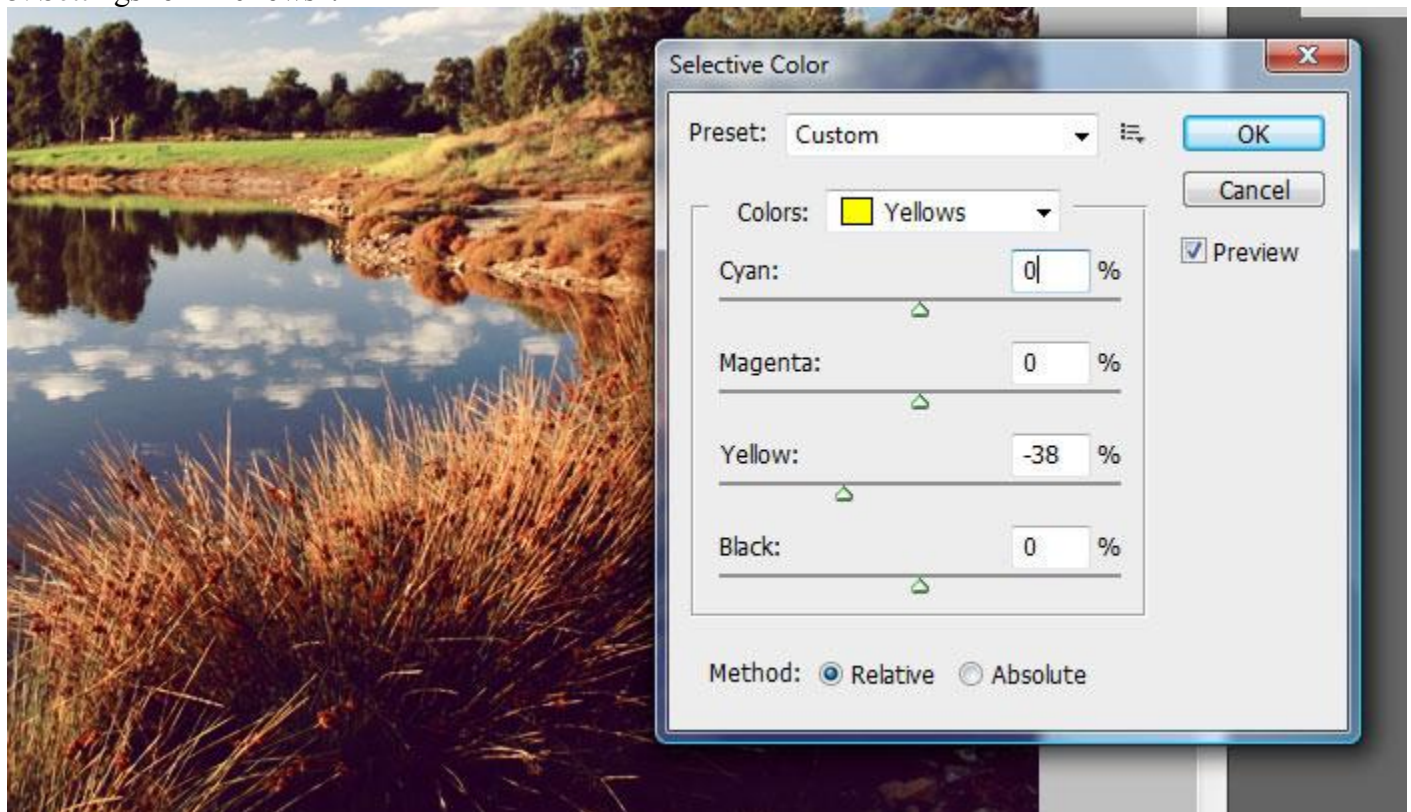 Selective Color
Preset: Custom
OK
Cancel
Preview
Colors: Yellows
Cyan: 0 %
Magenta: 0 %
Yellow: -38 %
Black: 0 %
Method: Relative Absolute